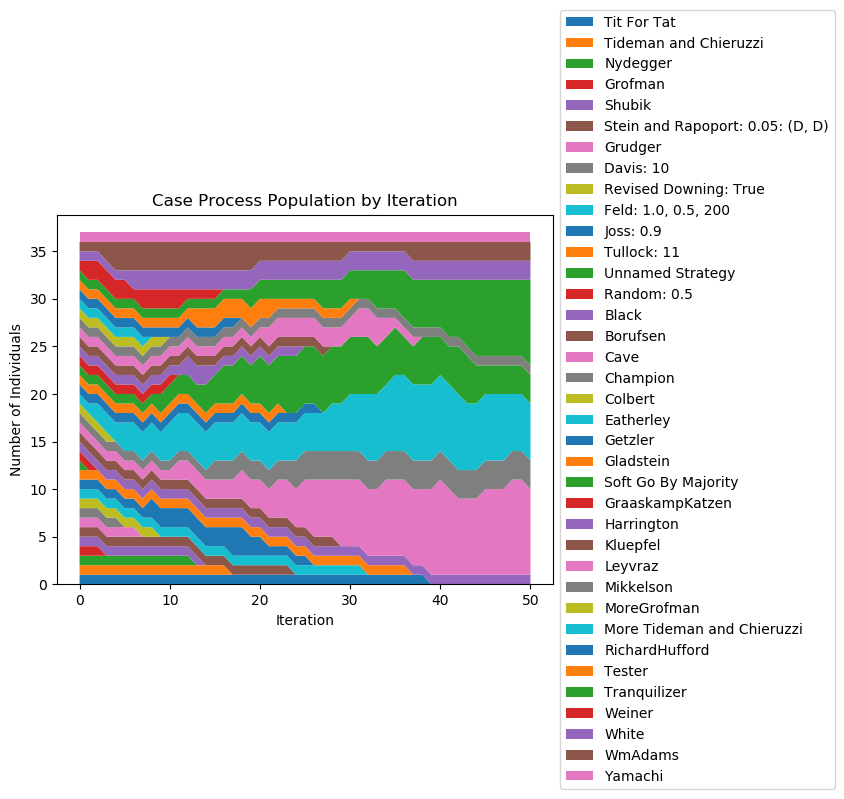 Case Process Population by Iteration
Number of Individuals
35
30
25
20
15
10
5
0
0 10 20 30 40 50
Iteration
Tit For Tat
Tideman and Chieruzzi
Nydegger
Grofman
Shubik
Stein and Rapoport: 0.05: (D, D)
Grudger
Davis: 10
Revised Downing: True
Feld: 1.0, 0.5, 200
Joss: 0.9
Tullock: 11
Unnamed Strategy
Random: 0.5
Black
Borufsen
Cave
Champion
Colbert
Eatherley
Getzler
Gladstein
Soft Go By Majority
GraaskampKatzen
Harrington
Kluepfel
Leyvraz
Mikkelson
MoreGrofman
More Tideman and Chieruzzi
RichardHufford
Tester
Tranquilizer
Weiner
White
WmAdams
Yamachi